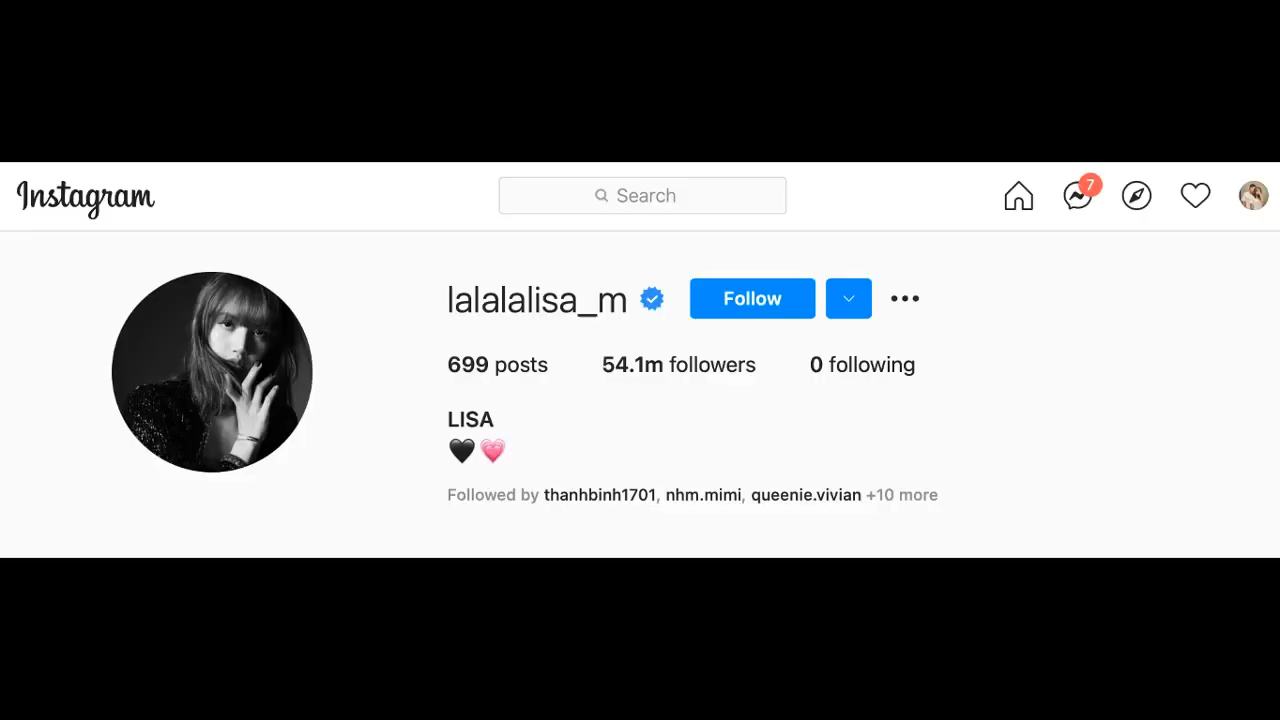 Instagram
Search
7
lalalalisa_m
Follow
699 posts 54.1m followers 0 following
LISA
🖤💗
Followed by thanhbinh1701, nhm.mimi, queenie.vivian +10 more